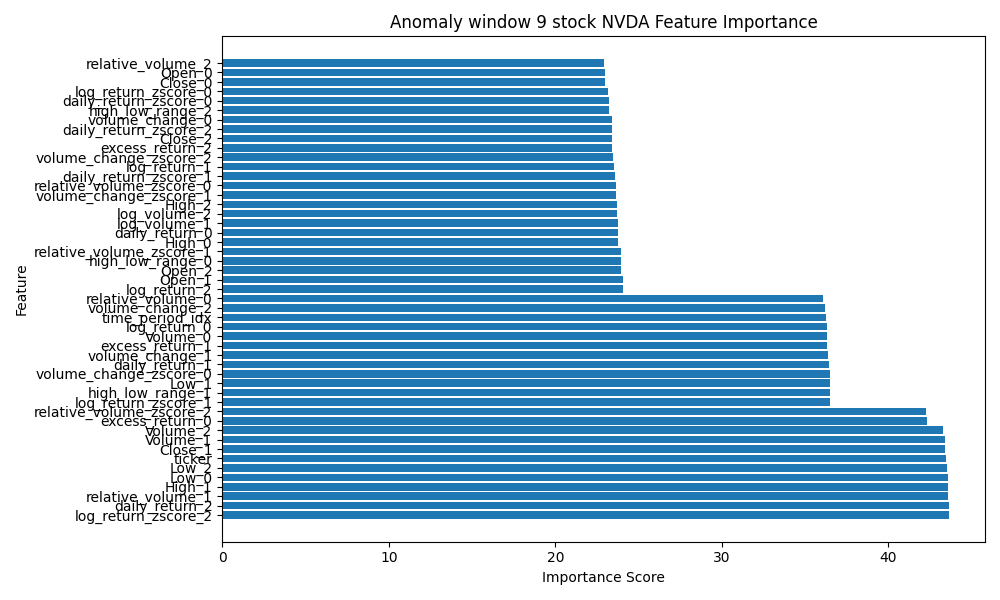 Anomaly window 9 stock NVDA Feature Importance
relative_volume_2
Open_0
Close_0
log_return_zscore_0
daily_return_zscore_0
high_low_range_2
volume_change_0
daily_return_zscore_2
Close_2
excess_return_2
volume_change_zscore_2
log_return_1
daily_return_zscore_1
relative_volume_zscore_0
volume_change_zscore_1
High_2
log_volume_2
log_volume_1
daily_return_0
High_0
relative_volume_zscore_1
high_low_range_0
Open_2
Open_1
log_return_2
relative_volume_0
volume_change_2
time_period_idx
log_return_0
Volume_0
excess_return_1
volume_change_1
daily_return_1
volume_change_zscore_0
Low_1
high_low_range_1
log_return_zscore_1
relative_volume_zscore_2
excess_return_0
Volume_2
Volume_1
Close_1
ticker
Low_2
Low_0
High_1
relative_volume_1
daily_return_2
log_return_zscore_2
Feature
0 10 20 30 40
Importance Score